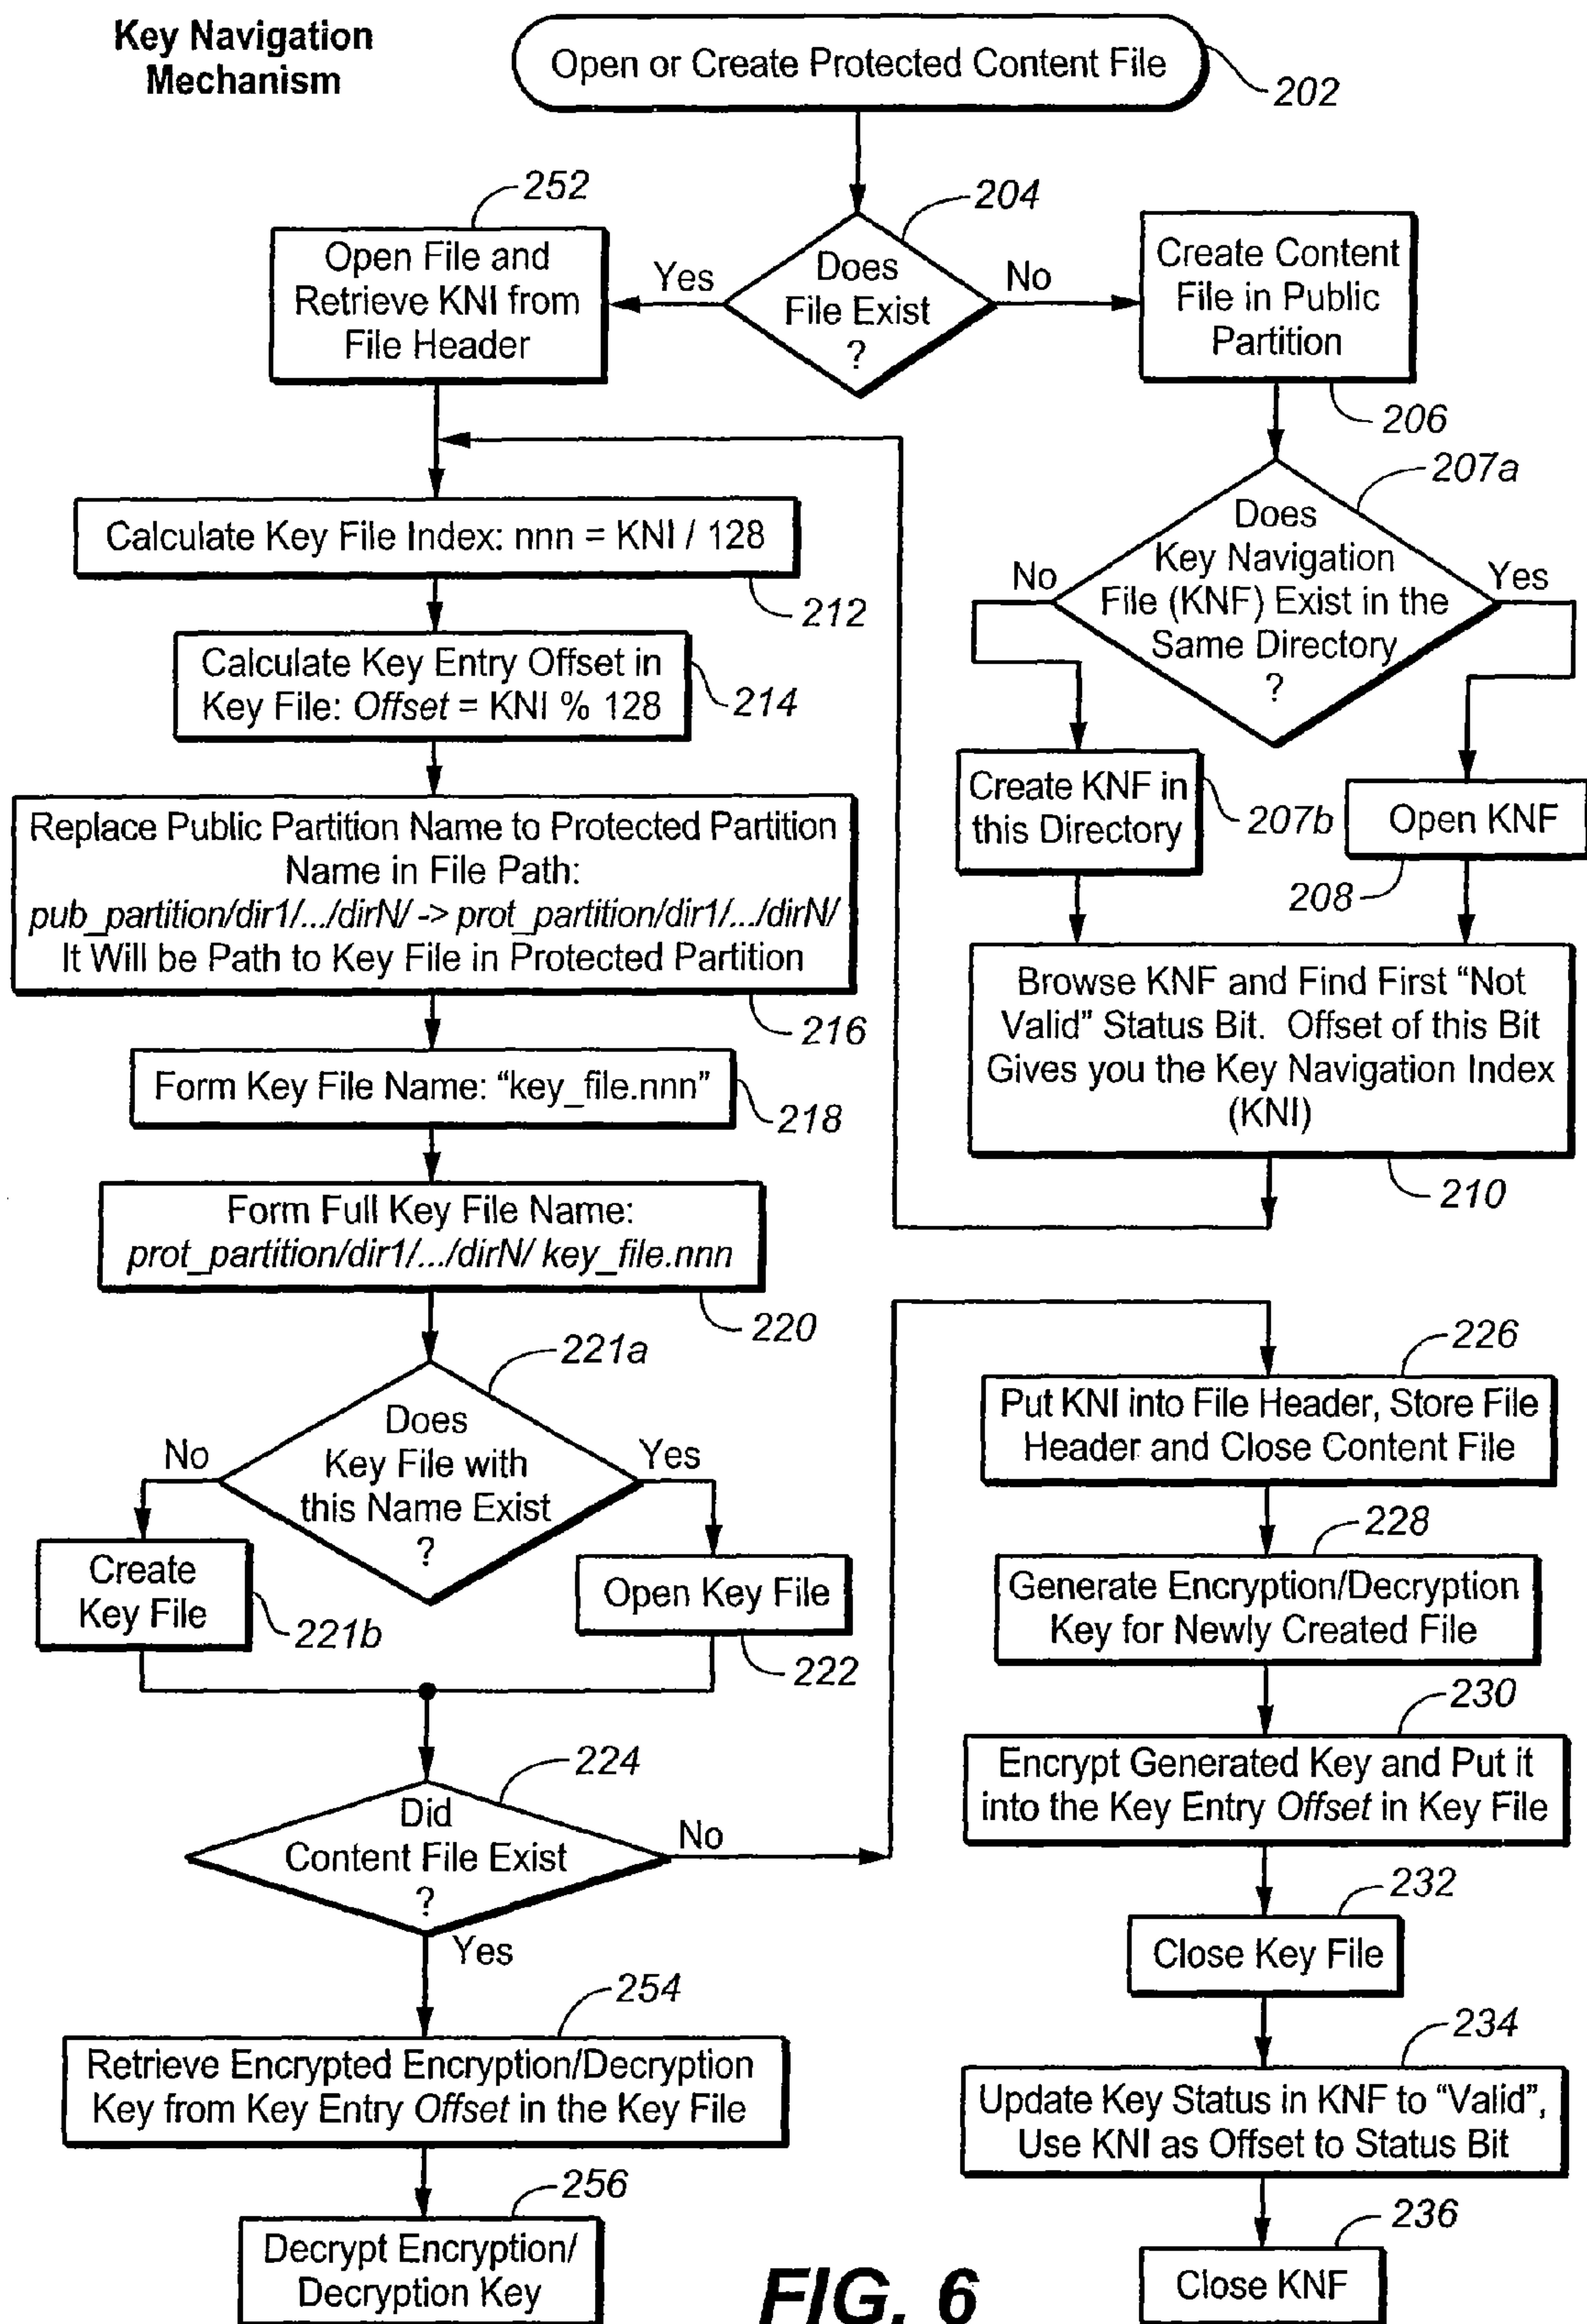 Key Navigation
Mechanism
Open or Create Protected Content File
202
252
Open File and
Retrieve KNI from
File Header
Yes
204
Does
File Exist
?
No
Create Content
File in Public
Partition
206
207a
Does
Key Navigation
File (KNF) Exist in the
Same Directory
?
No
Yes
Create KNF in
this Directory
207b
Open KNF
208
Browse KNF and Find First “Not
Valid” Status Bit. Offset of this Bit
Gives you the Key Navigation Index
(KNI)
210
Calculate Key File Index: nnn = KNI / 128
212
Calculate Key Entry Offset in
Key File: Offset = KNI % 128
214
Replace Public Partition Name to Protected Partition
Name in File Path:
pub_partition/dir1/.../dirN/ -> prot_partition/dir1/.../dirN/
It Will be Path to Key File in Protected Partition
216
Form Key File Name: “key_file.nnn”
218
Form Full Key File Name:
prot_partition/dir1/.../dirN/ key_file.nnn
220
221a
Does
Key File with
this Name Exist
?
No
Yes
Create
Key File
221b
Open Key File
222
224
Did
Content File Exist
?
No
Yes
254
Retrieve Encrypted Encryption/Decryption
Key from Key Entry Offset in the Key File
256
Decrypt Encryption/
Decryption Key
226
Put KNI into File Header, Store File
Header and Close Content File
228
Generate Encryption/Decryption
Key for Newly Created File
230
Encrypt Generated Key and Put it
into the Key Entry Offset in Key File
232
Close Key File
234
Update Key Status in KNF to “Valid”,
Use KNI as Offset to Status Bit
236
Close KNF
FIG. 6